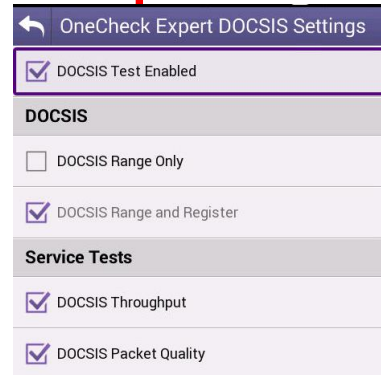 OneCheck Expert DOCSIS Settings
DOCSIS Test Enabled
DOCSIS
DOCSIS Range Only
DOCSIS Range and Register
Service Tests
DOCSIS Throughput
DOCSIS Packet Quality